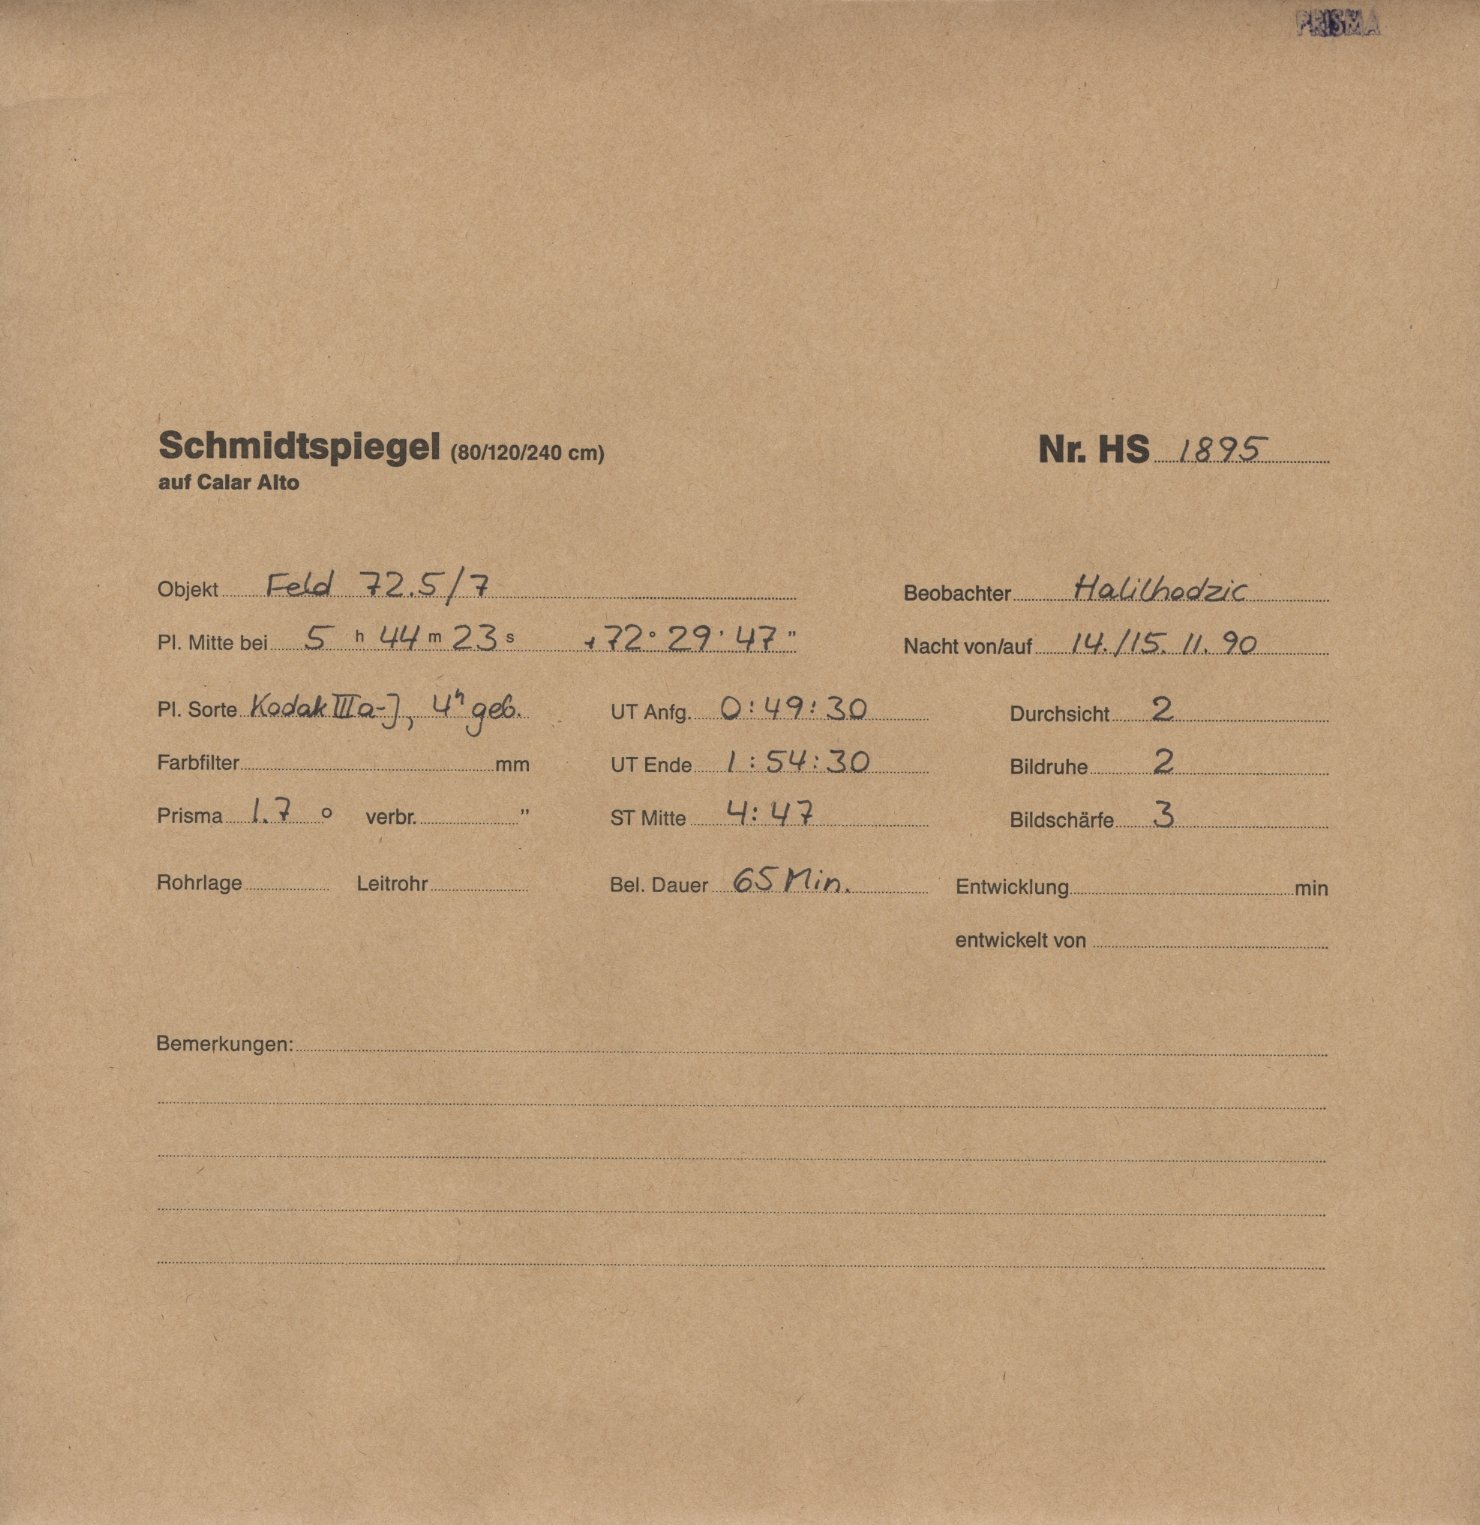 PRISMA
Schmidtspiegel (80/120/240 cm)
auf Calar Alto
Nr. HS 1895
Objekt Feld 72.5/7
Beobachter Halilhodzic
Pl. Mitte bei 5 h 44 m 23 s +72° 29' 47"
Nacht von/auf 14./15. 11. 90
Pl. Sorte Kodak IIIa-J, 4h geb.
UT Anfg. 0:49:30
Durchsicht 2
Farbfilter mm
UT Ende 1:54:30
Bildruhe 2
Prisma 1.7 ° verbr. "
ST Mitte 4:47
Bildschärfe 3
Rohrlage Leitrohr
Bel. Dauer 65 Min.
Entwicklung min
entwickelt von
Bemerkungen: